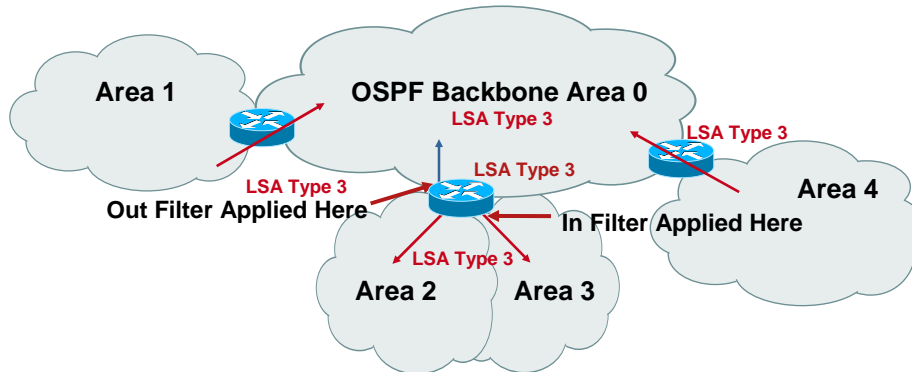 Area 1
OSPF Backbone Area 0
LSA Type 3
LSA Type 3
LSA Type 3
LSA Type 3
Area 4
Out Filter Applied Here
In Filter Applied Here
LSA Type 3
Area 2
Area 3